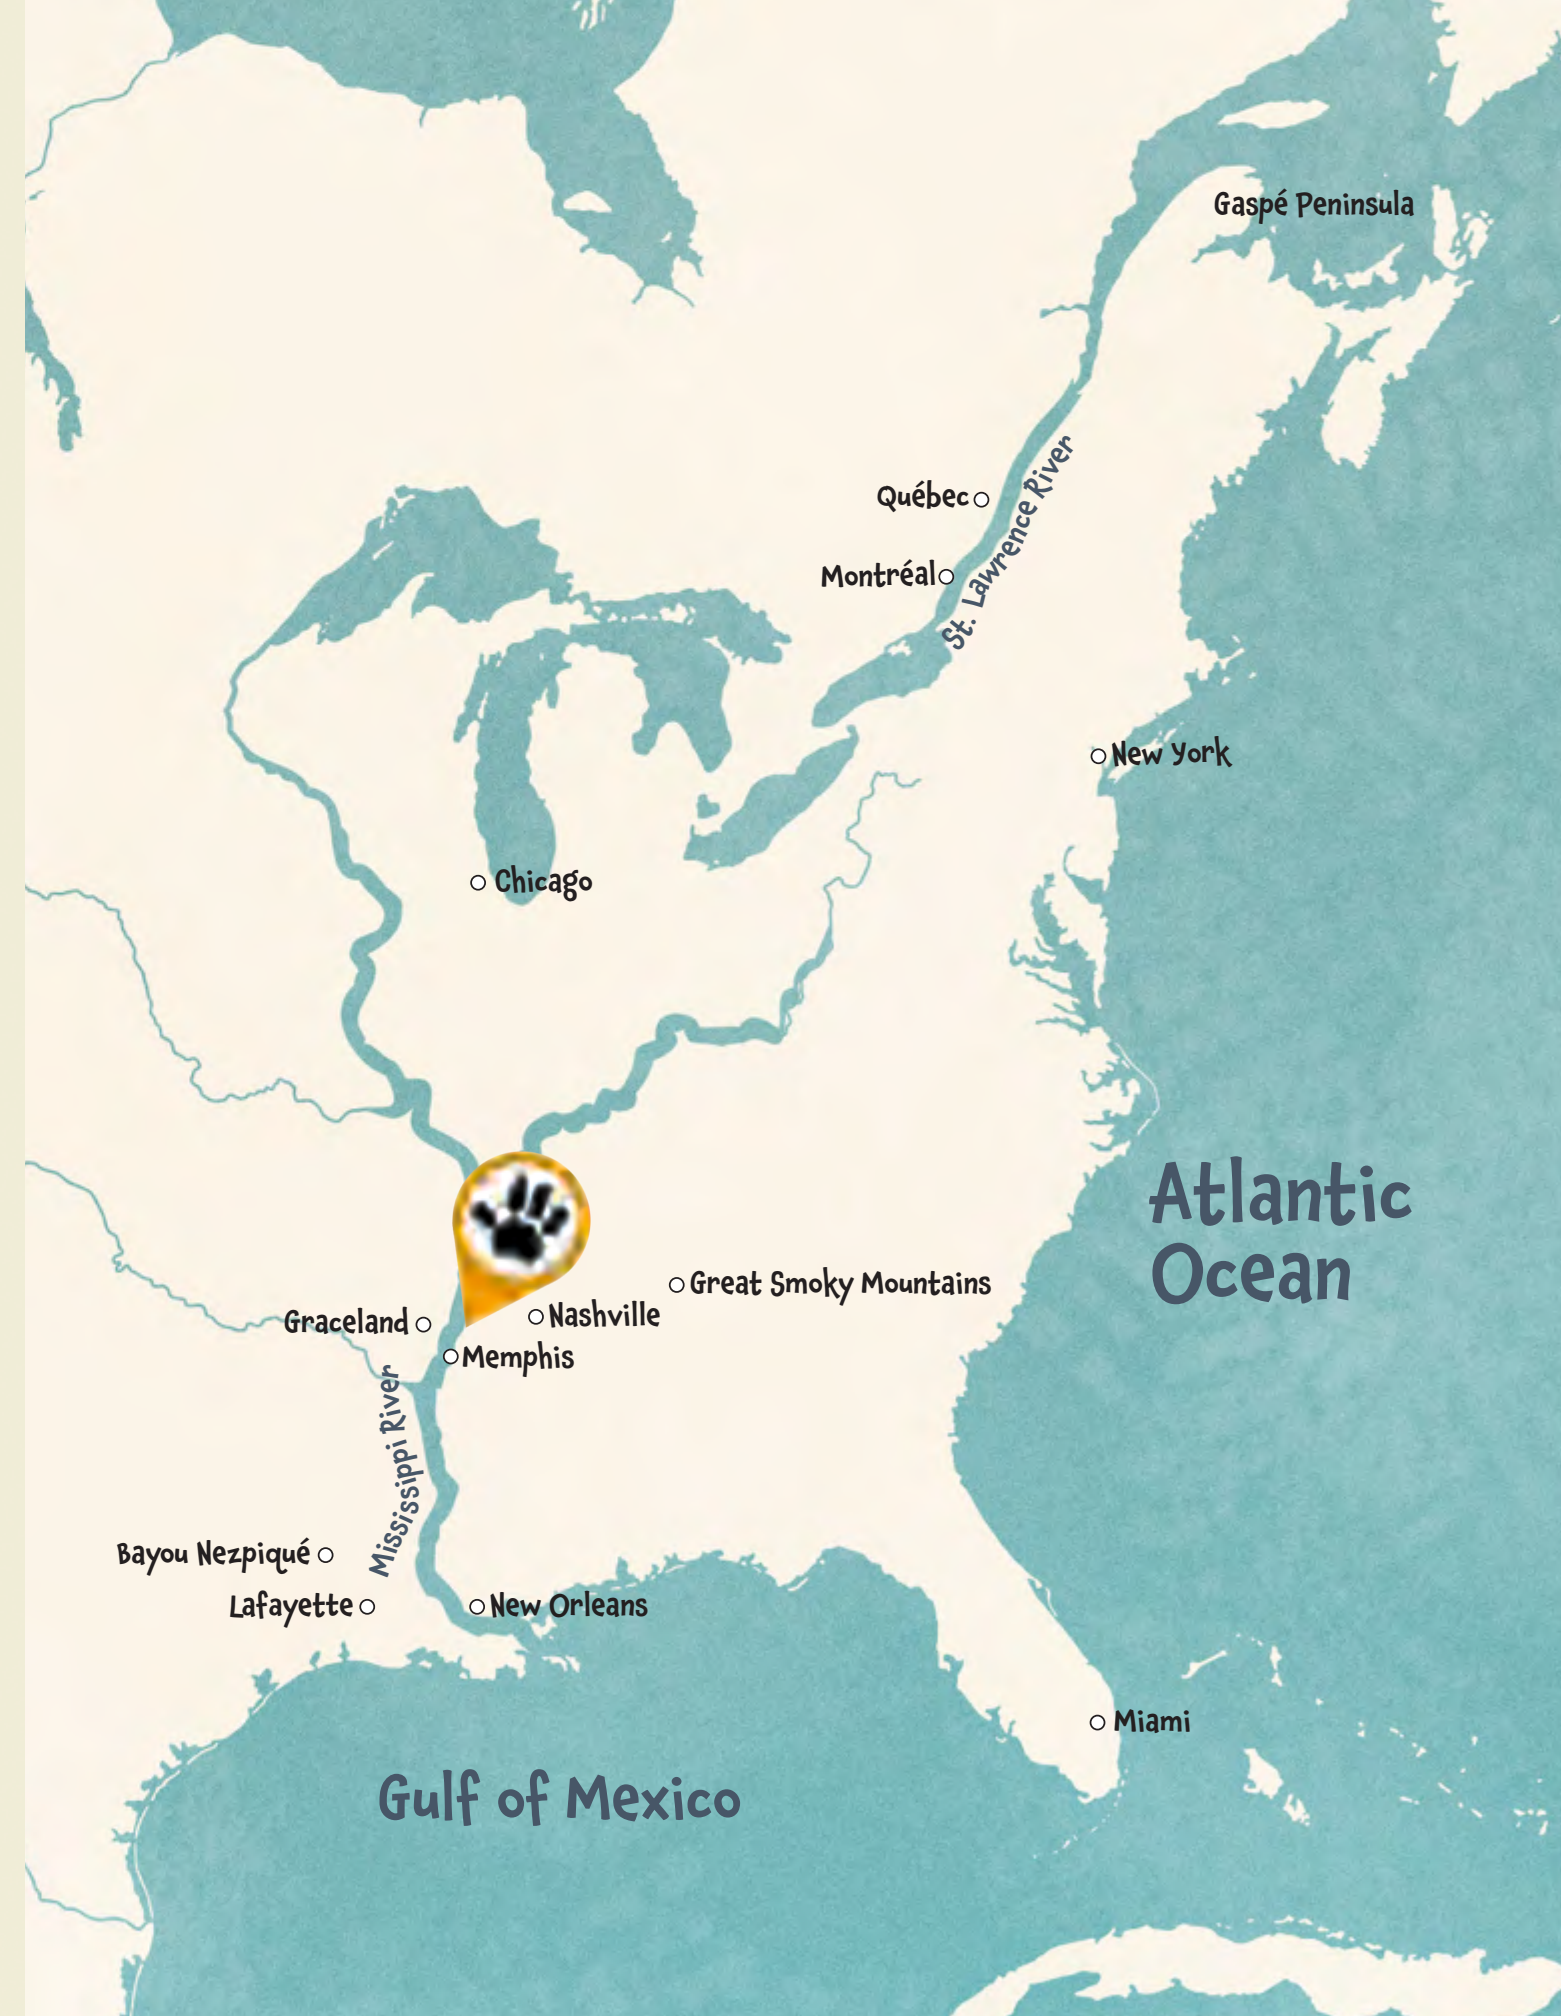 Gaspé Peninsula
Québec
Montréal
St. Lawrence River
New York
Chicago
Atlantic
Ocean
Great Smoky Mountains
Graceland
Nashville
Memphis
Mississippi River
Bayou Nezpiqué
Lafayette
New Orleans
Miami
Gulf of Mexico